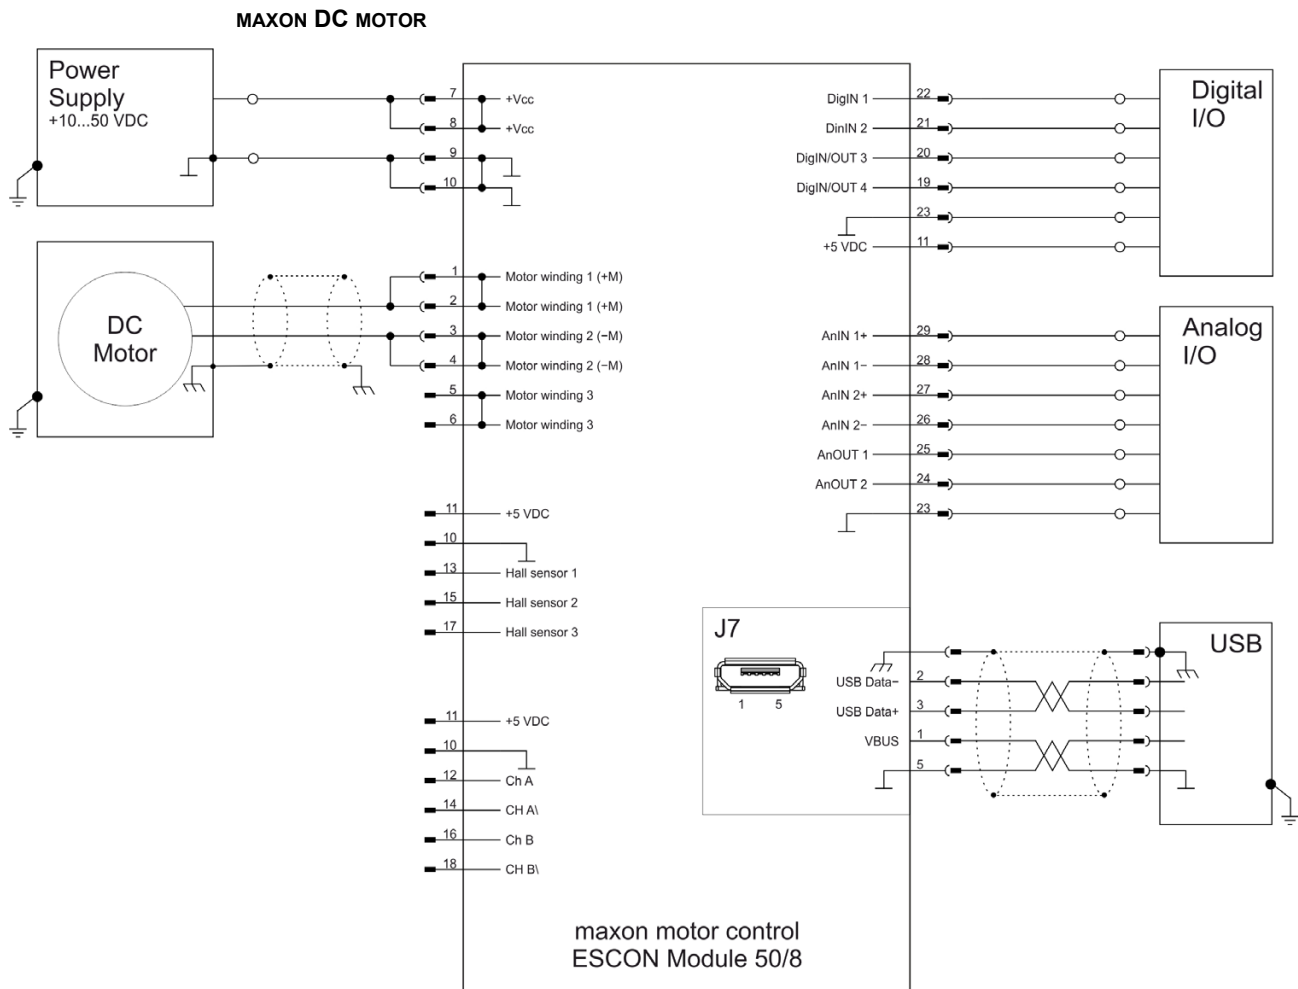 MAXON DC MOTOR
Power
Supply
+10...50 VDC
7 +Vcc
8 +Vcc
9
10
DC
Motor
1 Motor winding 1 (+M)
2 Motor winding 1 (+M)
3 Motor winding 2 (−M)
4 Motor winding 2 (−M)
5 Motor winding 3
6 Motor winding 3
11 +5 VDC
10
13 Hall sensor 1
15 Hall sensor 2
17 Hall sensor 3
11 +5 VDC
10
12 Ch A
14 CH A\
16 Ch B
18 CH B\
DigIN 1 22
DinIN 2 21
DigIN/OUT 3 20
DigIN/OUT 4 19
23
+5 VDC 11
Digital
I/O
AnIN 1+ 29
AnIN 1− 28
AnIN 2+ 27
AnIN 2− 26
AnOUT 1 25
AnOUT 2 24
23
Analog
I/O
J7
1 5
USB Data− 2
USB Data+ 3
VBUS 1
5
USB
maxon motor control
ESCON Module 50/8